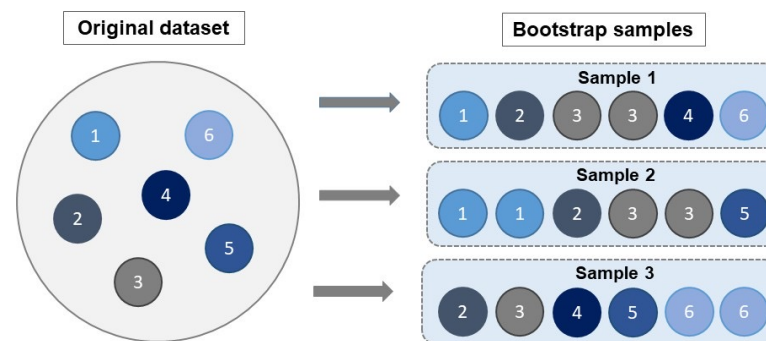 Original dataset
Bootstrap samples
1
6
4
2
5
3
Sample 1
1 2 3 3 4 6
Sample 2
1 1 2 3 3 5
Sample 3
2 3 4 5 6 6